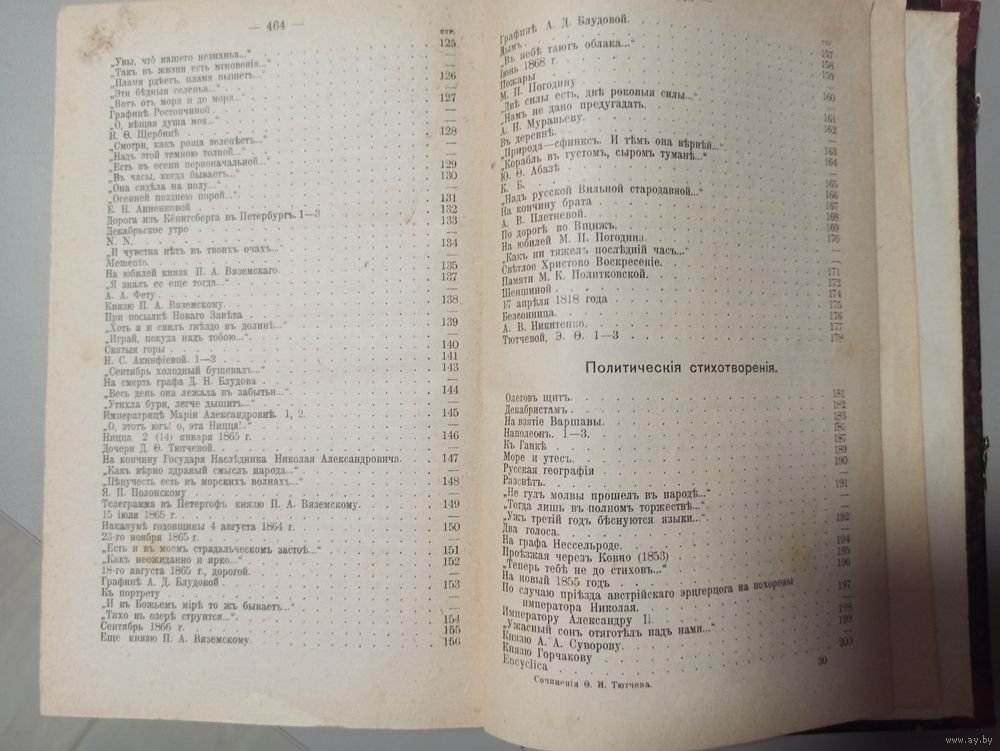 — 464 —
СТР.
„Увы, что нашего незнанья...“ 125
„Такъ въ жизни есть мгновенія...“ —
„Пламя рдѣетъ, пламя пышетъ...“ 126
„Эти бѣдныя селенья...“ —
„Вотъ отъ моря и до моря... 127
Графинѣ Ростопчиной —
„О, вѣщая душа моя...“ —
Н. Ѳ. Щербинѣ 128
„Смотри, какъ роща зеленѣетъ...“ —
„Надъ этой темною толпой...“ —
„Есть въ осени первоначальной...“ 129
„Въ часы, когда бываетъ...“ 130
„Она сидѣла на полу...“ —
„Осенней позднею порой...“ 131
Е. Н. Анненковой 132
Дорога изъ Кенигсберга въ Петербургъ. 1—3 133
Декабрьское утро —
N. N. 134
„И чувства нѣтъ въ твоихъ очахъ...“ —
Memento. 135
На юбилей князя П. А. Вяземскаго. 137
„Я зналъ ее еще тогда...“ —
А. А. Фету. 138
Князю П. А. Вяземскому. —
При посылкѣ Новаго Завѣта 139
„Хоть я и свилъ гнѣздо въ долинѣ...“ —
„Играй, покуда надъ тобою...“ 140
Святыя горы 141
Н. С. Акинфіевой. 1—3 143
„Сентябрь холодный бушевалъ...“ —
На смерть графа Д. Н. Блудова 144
„Весь день она лежала въ забытьи...“ —
„Утихла буря, легче дышитъ...“ 145
Императрицѣ Маріи Александровнѣ. 1, 2. —
„О, этотъ югъ! о, эта Ницца!..“ —
Ницца 2 (14) января 1865 г. 146
Дочери Д. Ѳ. Тютчевой. —
На кончину Государя Наслѣдника Николая Александровича. 147
„Какъ вѣрно здравый смыслъ народа...“ —
„Пѣвучесть есть въ морскихъ волнахъ...“ 148
Я. П. Полонскому —
Телеграмма въ Петергофъ князю П. А. Вяземскому. 149
15 іюля 1865 г. —
Наканунѣ годовщины 4 августа 1864 г. 150
23-го ноября 1865 г. —
„Есть и въ моемъ страдальческомъ застоѣ...“ 151
„Какъ неожиданно и ярко...“ 152
18-го августа 1865 г., дорогой. —
Графинѣ А. Д. Блудовой 153
Къ портрету —
„И въ Божьемъ мірѣ то жъ бываетъ...“ —
„Тихо въ озерѣ струится...“ 154
Сентябрь 1866 г. 155
Еще князю П. А. Вяземскому. 156
Графинѣ А. Д. Блудовой.
Дымъ. 157
„Въ небѣ таютъ облака...“ 158
Іюнь 1868 г. 159
Пожары —
М. П. Погодину 160
„Двѣ силы есть, двѣ роковыя силы...“ —
„Намъ не дано предугадать. 161
А. Н. Муравьеву. 162
Въ деревнѣ. —
„Природа—сфинксъ. И тѣмъ она вѣрнѣй...“ 163
„Корабль въ густомъ, сыромъ туманѣ...“ 164
Ю. Ѳ. Абазѣ —
К. Б. 165
„Надъ русской Вильной стародавной...“ 166
На кончину брата 167
А. В. Плетневой. 168
По дорогѣ во Вщижъ. 169
На юбилей М. П. Погодина. 170
„Какъ ни тяжелъ послѣдній часъ...“ —
Свѣтлое Христово Воскресеніе. 171
Памяти М. К. Политковской. 172
Шеншиной 174
17 апрѣля 1818 года 175
Безсонница. 176
А. В. Никитенко. 177
Тютчевой, Э. Ѳ. 1—3 178
Политическія стихотворенія.
Олеговъ щитъ. 181
Декабристамъ 182
На взятіе Варшавы. 183
Наполеонъ. 1—3. 185
Къ Ганкѣ 187
Море и утесъ. 189
Русская географія 190
Разсвѣтъ. —
„Не гулъ молвы прошелъ въ народѣ...“ 191
„Тогда лишь въ полномъ торжествѣ...“ —
„Ужъ третій годъ бѣснуются языки...“ 192
Два голоса. —
На графа Нессельроде. 194
Проѣзжая черезъ Ковно (1853) 195
„Теперь тебѣ не до стиховъ...“ 196
На новый 1855 годъ —
По случаю пріѣзда австрійскаго эрцгерцога на похороны
императора Николая. 197
Императору Александру II. 198
„Ужасный сонъ отяготѣлъ надъ нами...“ 199
Князю А. А. Суворову. —
Князю Горчакову 200
Encyclica —
Сочиненія Ѳ. И. Тютчева.
30
www.ay.by